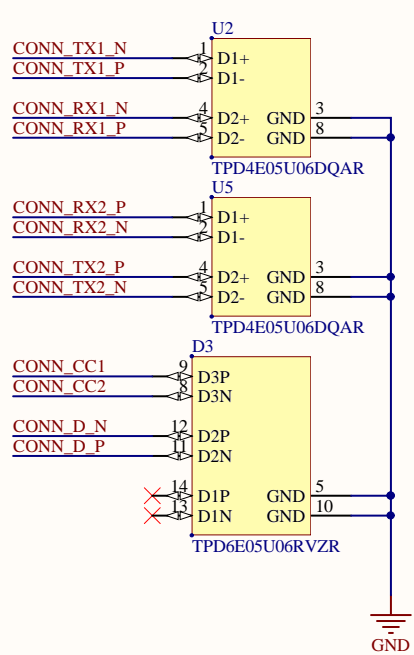 U2
CONN_TX1_N 1 D1+
CONN_TX1_P 2 D1-
CONN_RX1_N 4 D2+ GND 3
CONN_RX1_P 5 D2- GND 8
TPD4E05U06DQAR
U5
CONN_RX2_P 1 D1+
CONN_RX2_N 2 D1-
CONN_TX2_P 4 D2+ GND 3
CONN_TX2_N 5 D2- GND 8
TPD4E05U06DQAR
D3
CONN_CC1 9 D3P
CONN_CC2 8 D3N
CONN_D_N 12 D2P
CONN_D_P 11 D2N
14 D1P GND 5
13 D1N GND 10
TPD6E05U06RVZR
GND